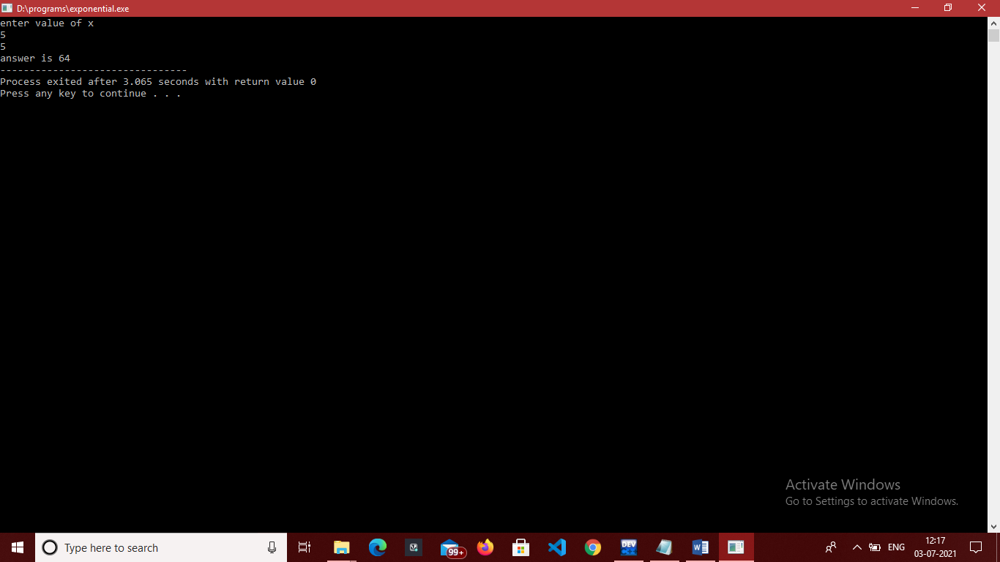 D:\programs\exponential.exe
enter value of x
5
5
answer is 64
--------------------------------
Process exited after 3.065 seconds with return value 0
Press any key to continue . . .
Activate Windows
Go to Settings to activate Windows.
Type here to search
99+
DEV
C++
W
ENG
12:17
03-07-2021